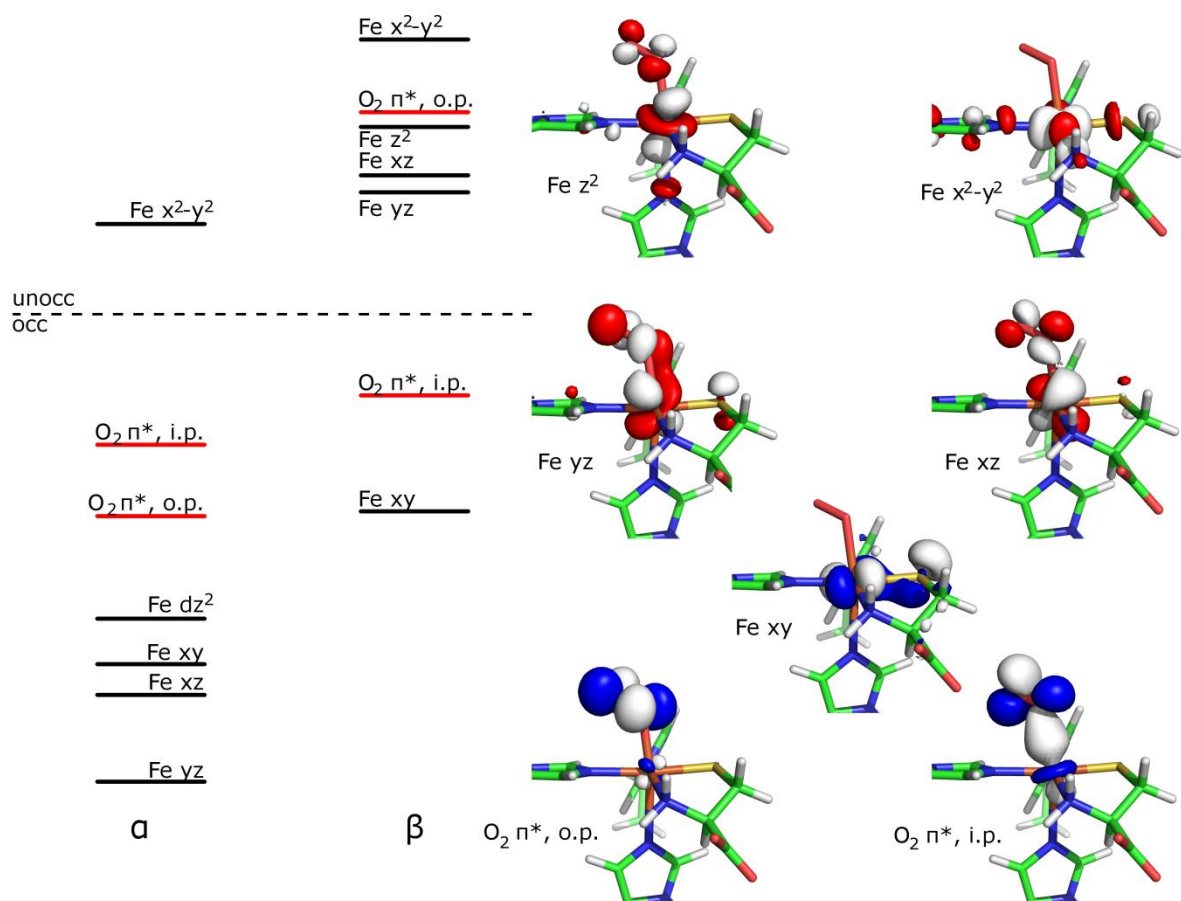 Fe x²-y²
O₂ π*, o.p.
Fe z²
Fe xz
Fe yz
Fe x²-y²
unocc
occ
O₂ π*, i.p.
O₂ π*, i.p.
O₂ π*, o.p.
Fe xy
Fe dz²
Fe xy
Fe xz
Fe yz
α
β
Fe z²
Fe x²-y²
Fe yz
Fe xz
Fe xy
O₂ π*, o.p.
O₂ π*, i.p.